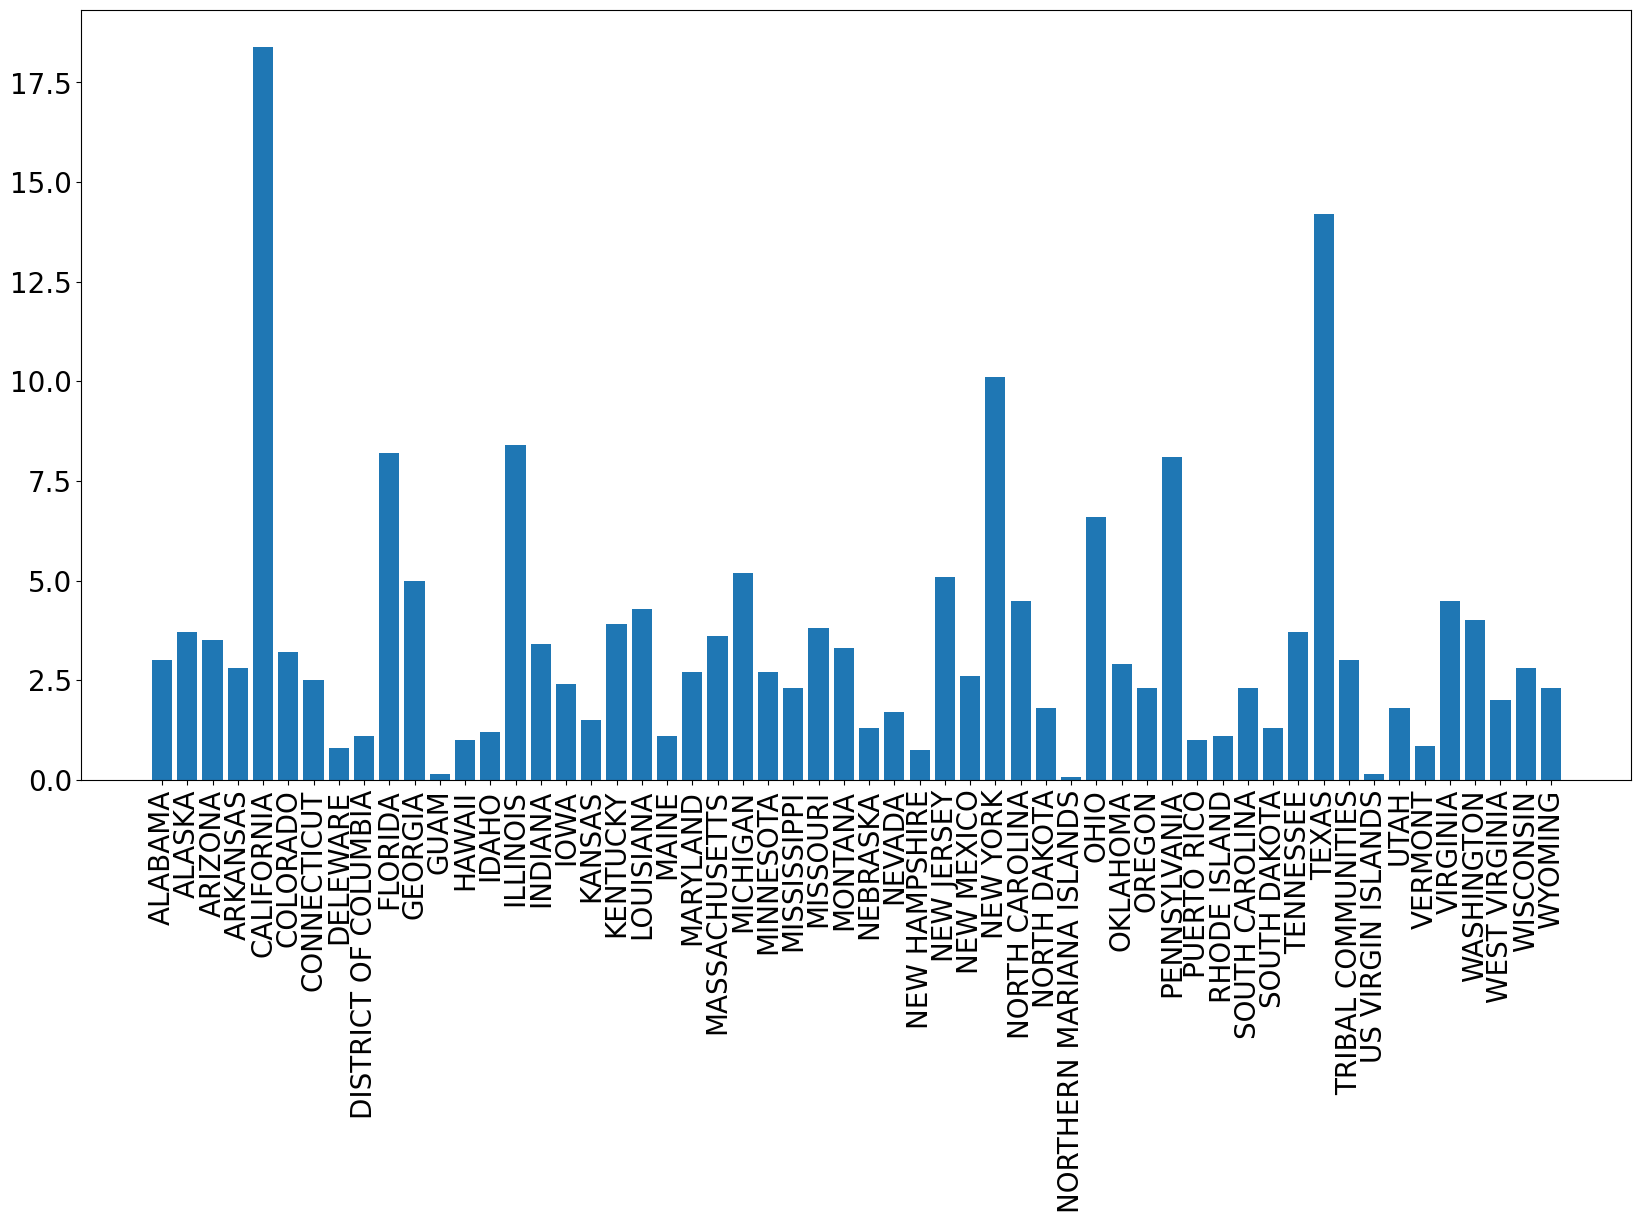 17.5
15.0
12.5
10.0
7.5
5.0
2.5
0.0
ALABAMA
ALASKA
ARIZONA
ARKANSAS
CALIFORNIA
COLORADO
CONNECTICUT
DELEWARE
DISTRICT OF COLUMBIA
FLORIDA
GEORGIA
GUAM
HAWAII
IDAHO
ILLINOIS
INDIANA
IOWA
KANSAS
KENTUCKY
LOUISIANA
MAINE
MARYLAND
MASSACHUSETTS
MICHIGAN
MINNESOTA
MISSISSIPPI
MISSOURI
MONTANA
NEBRASKA
NEVADA
NEW HAMPSHIRE
NEW JERSEY
NEW MEXICO
NEW YORK
NORTH CAROLINA
NORTH DAKOTA
NORTHERN MARIANA ISLANDS
OHIO
OKLAHOMA
OREGON
PENNSYLVANIA
PUERTO RICO
RHODE ISLAND
SOUTH CAROLINA
SOUTH DAKOTA
TENNESSEE
TEXAS
TRIBAL COMMUNITIES
US VIRGIN ISLANDS
UTAH
VERMONT
VIRGINIA
WASHINGTON
WEST VIRGINIA
WISCONSIN
WYOMING